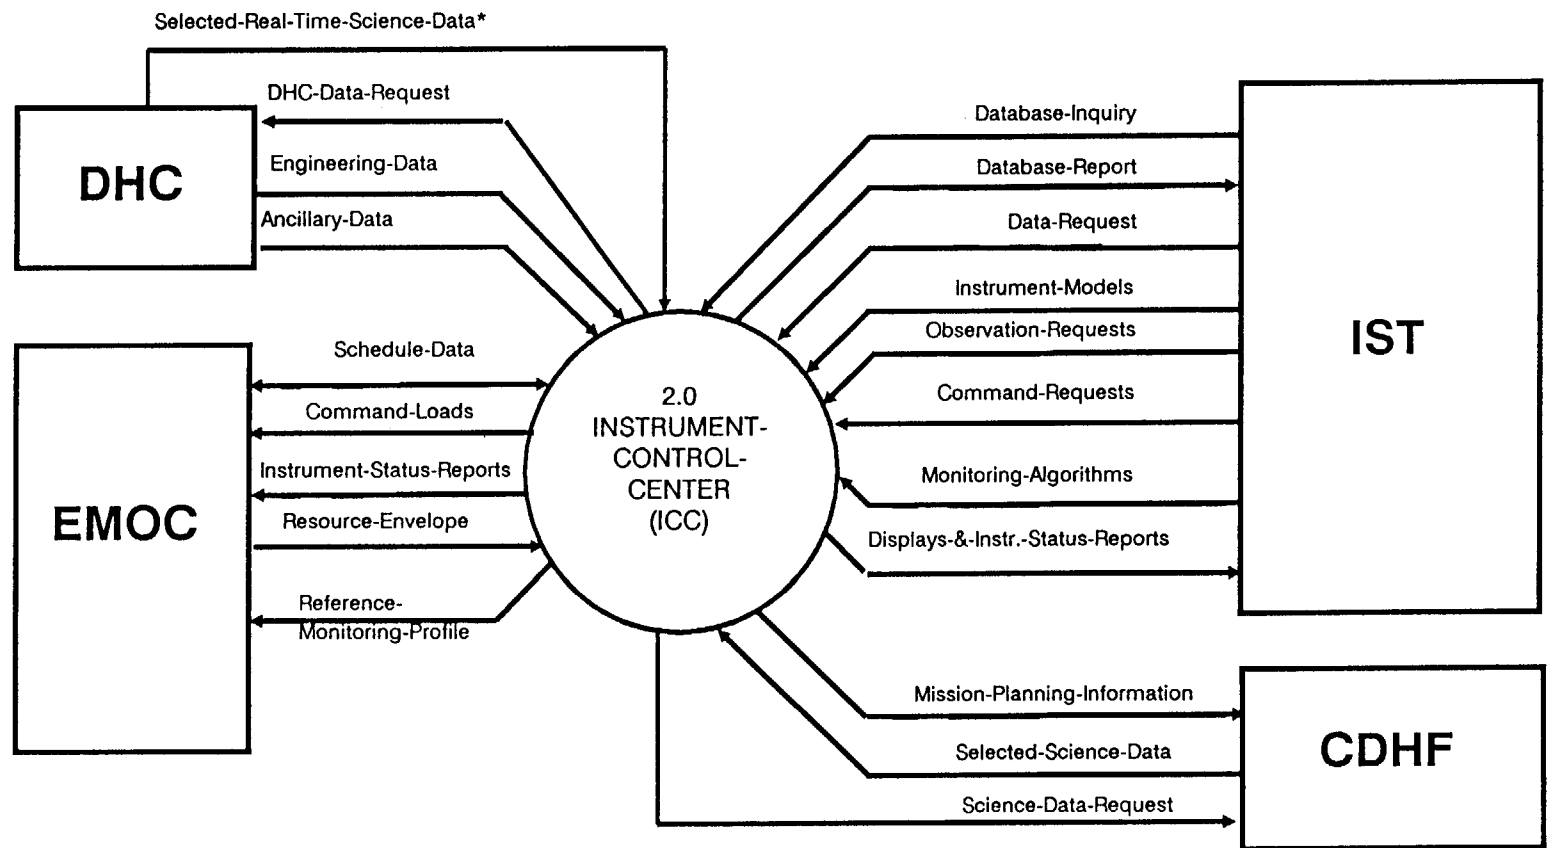 Selected-Real-Time-Science-Data*
DHC-Data-Request
DHC
Engineering-Data
Ancillary-Data
Schedule-Data
Command-Loads
Instrument-Status-Reports
EMOC
Resource-Envelope
Reference-
Monitoring-Profile
2.0
INSTRUMENT-
CONTROL-
CENTER
(ICC)
Database-Inquiry
Database-Report
Data-Request
Instrument-Models
Observation-Requests
IST
Command-Requests
Monitoring-Algorithms
Displays-&-Instr.-Status-Reports
Mission-Planning-Information
Selected-Science-Data
CDHF
Science-Data-Request